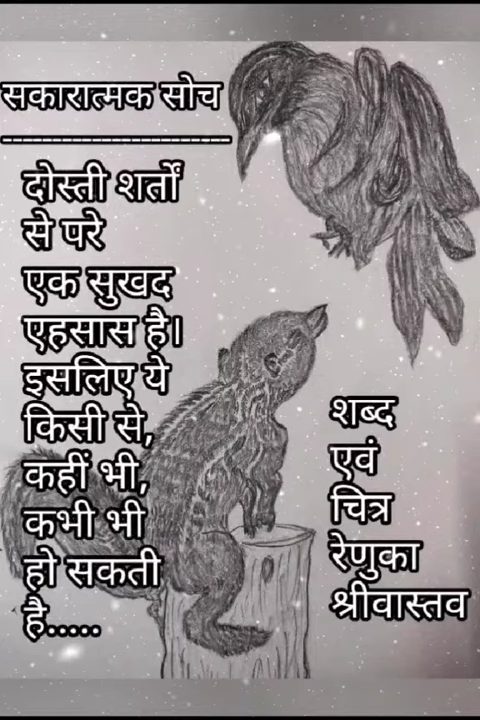 सकारात्मक सोच
----------------------
दोस्ती शर्तों
से परे
एक सुखद
एहसास है।
इसलिए ये
किसी से,
कहीं भी,
कभी भी
हो सकती
है.....
शब्द
एवं
चित्र
रेणुका
श्रीवास्तव